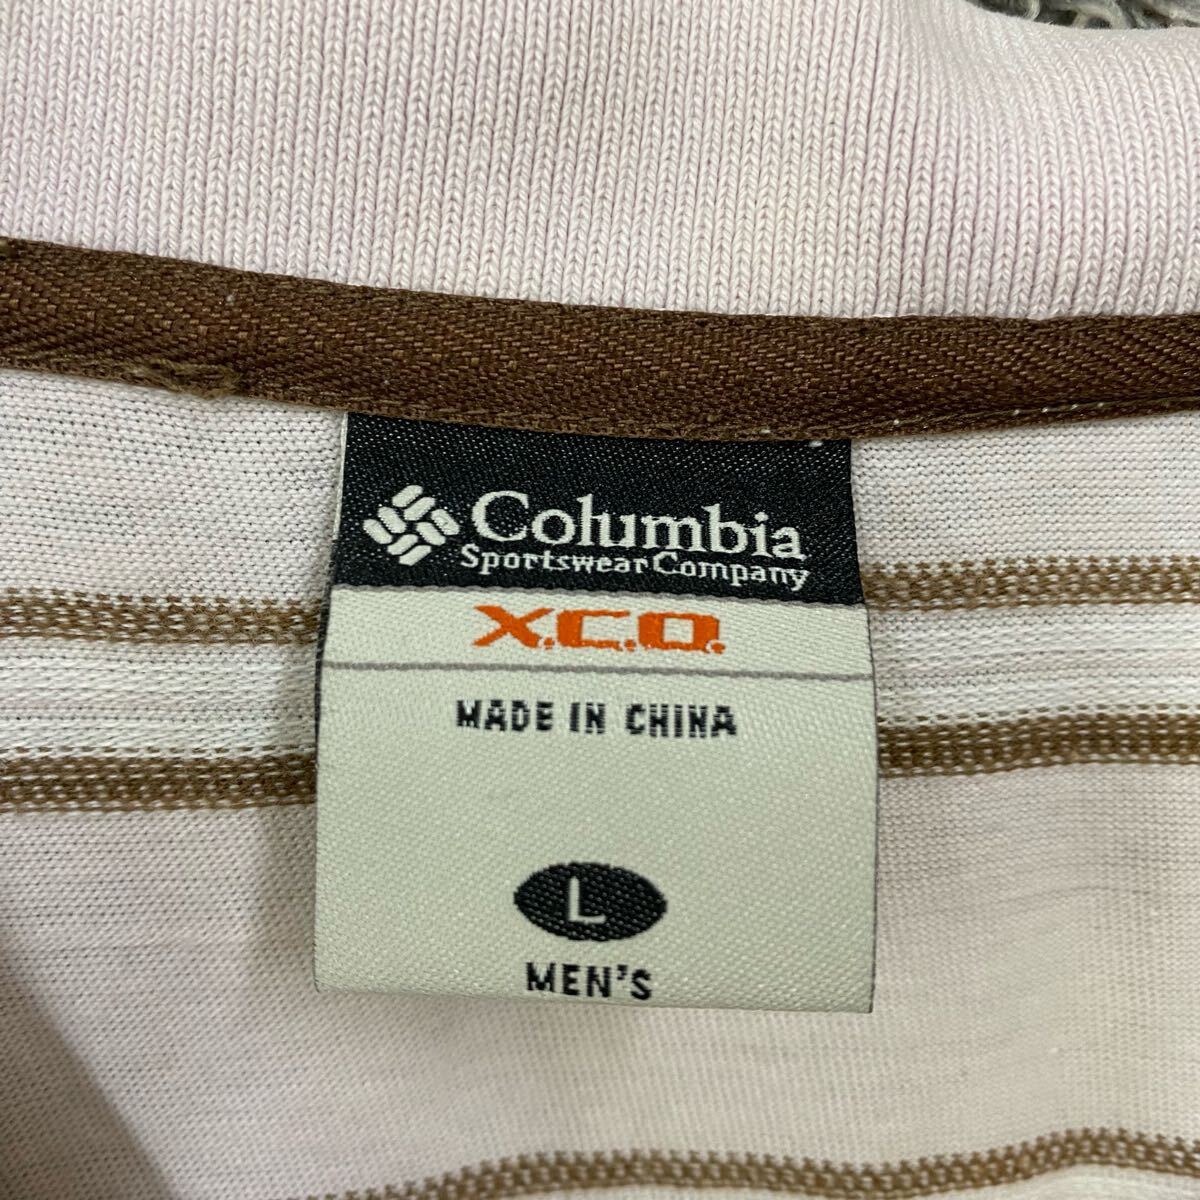 Columbia
Sportswear Company
X.C.O.
MADE IN CHINA
L
MEN'S